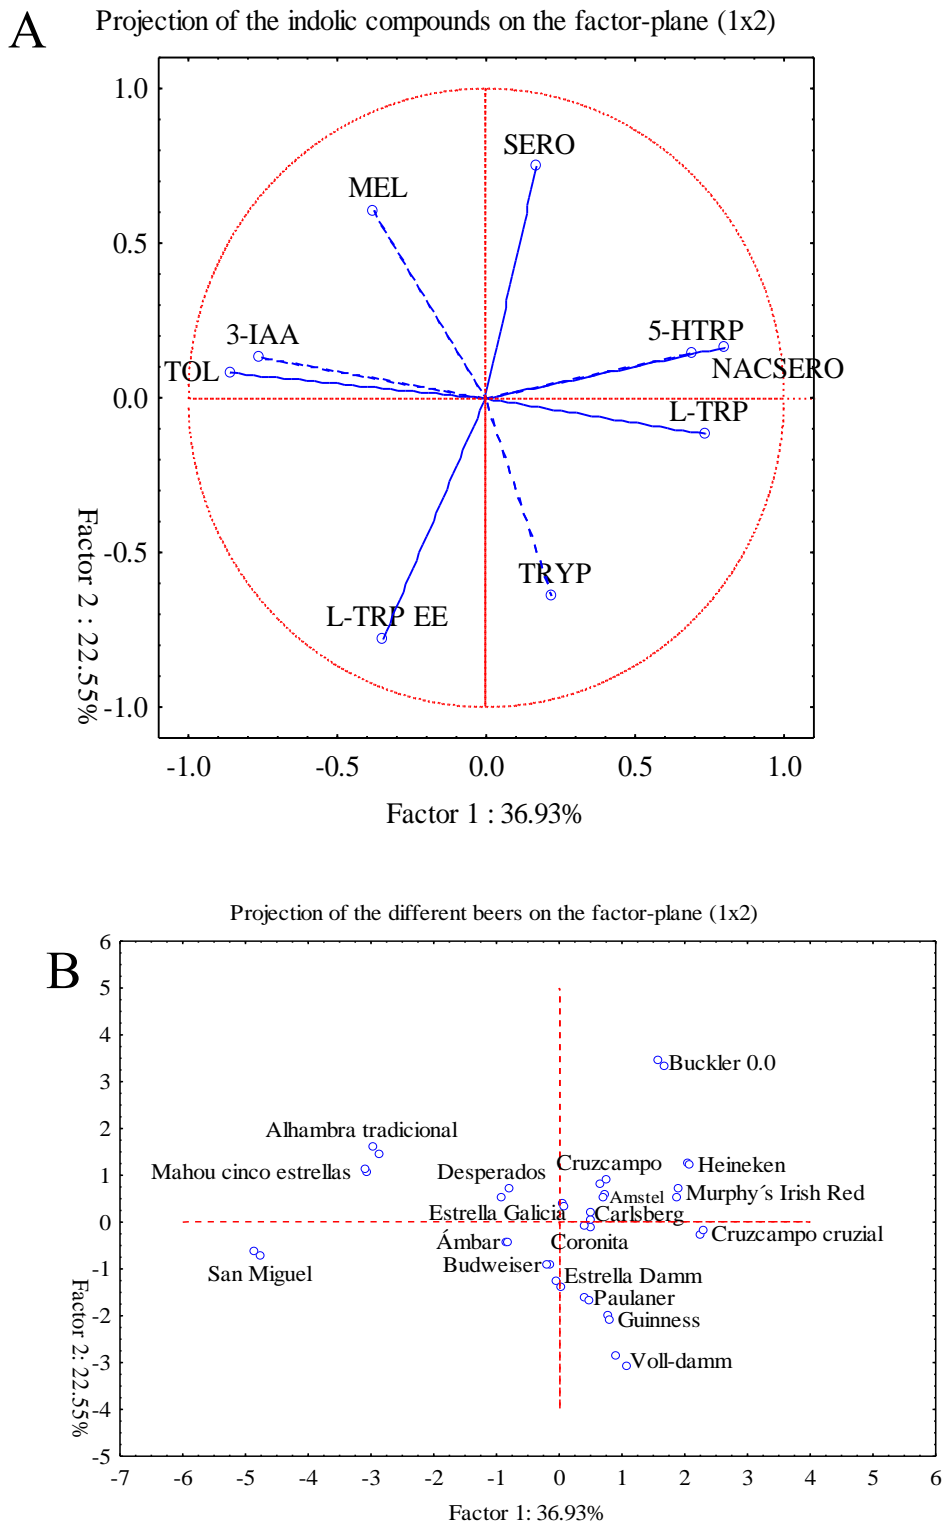 A
Projection of the indolic compounds on the factor-plane (1x2)
1.0
0.5
0.0
-0.5
-1.0
Factor 2 : 22.55%
SERO
MEL
3-IAA
5-HTRP
TOL
NACSERO
L-TRP
TRYP
L-TRP EE
-1.0 -0.5 0.0 0.5 1.0
Factor 1 : 36.93%
Projection of the different beers on the factor-plane (1x2)
B
6
5
4
3
2
1
0
-1
-2
-3
-4
-5
Factor 2: 22.55%
Buckler 0.0
Alhambra tradicional
Mahou cinco estrellas
Desperados
Cruzcampo
Heineken
Amstel
Murphy´s Irish Red
Estrella Galicia
Carlsberg
Cruzcampo cruzial
Ámbar
Coronita
San Miguel
Budweiser
Estrella Damm
Paulaner
Guinness
Voll-damm
-7 -6 -5 -4 -3 -2 -1 0 1 2 3 4 5 6
Factor 1: 36.93%